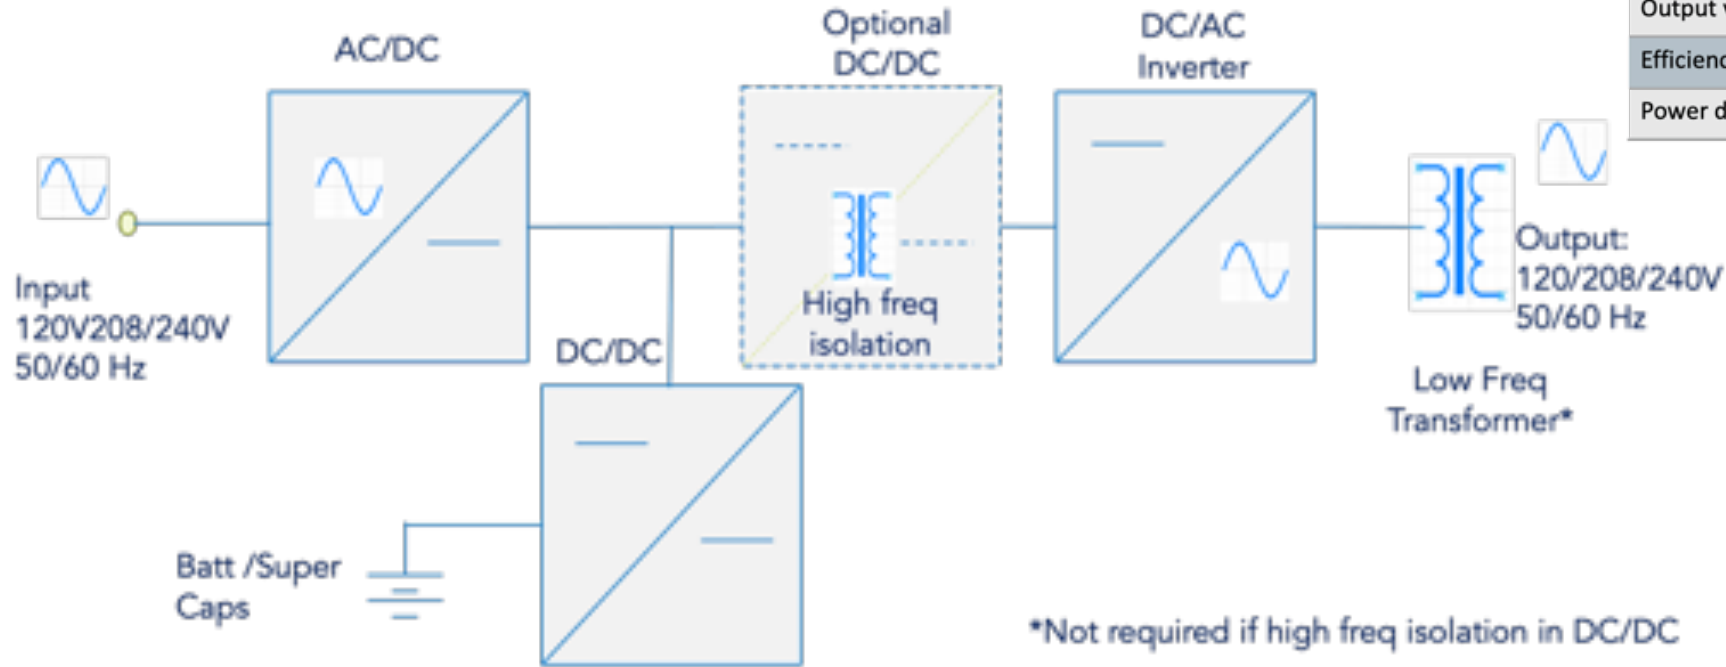 AC/DC
Optional
DC/DC
DC/AC
Inverter
Output
Power
Input
120V208/240V
50/60 Hz
High freq
isolation
Output:
120/208/240V
50/60 Hz
Low Freq
Transformer*
DC/DC
Batt /Super
Caps
*Not required if high freq isolation in DC/DC